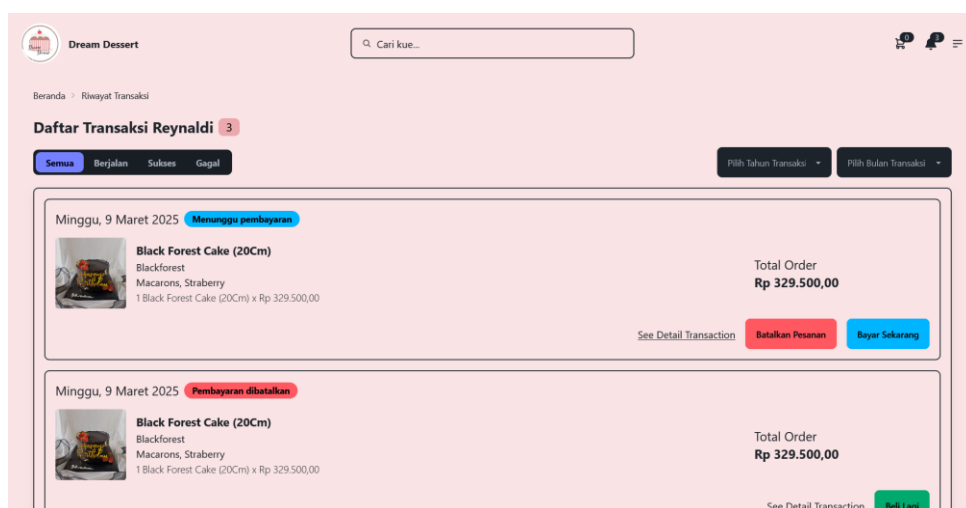 Dream Dessert
Cari kue...
0
3
Beranda > Riwayat Transaksi
Daftar Transaksi Reynaldi 3
Semua Berjalan Sukses Gagal
Pilih Tahun Transaksi
Pilih Bulan Transaksi
Minggu, 9 Maret 2025 Menunggu pembayaran
Black Forest Cake (20Cm)
Blackforest
Macarons, Straberry
1 Black Forest Cake (20Cm) x Rp 329.500,00
Total Order
Rp 329.500,00
See Detail Transaction Batalkan Pesanan Bayar Sekarang
Minggu, 9 Maret 2025 Pembayaran dibatalkan
Black Forest Cake (20Cm)
Blackforest
Macarons, Straberry
1 Black Forest Cake (20Cm) x Rp 329.500,00
Total Order
Rp 329.500,00
See Detail Transaction Beli Lagi